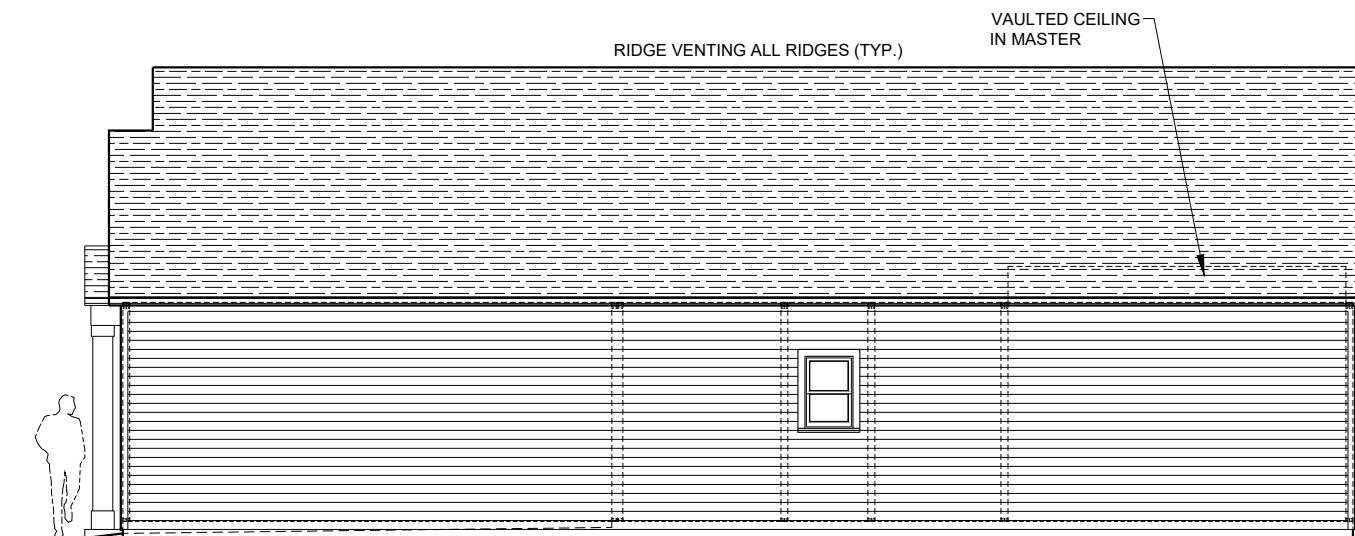 VAULTED CEILING
IN MASTER
RIDGE VENTING ALL RIDGES (TYP.)